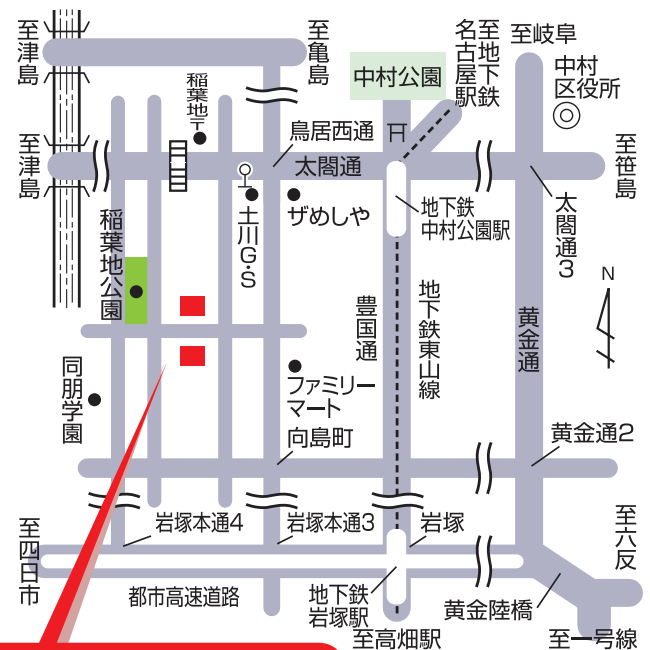 至津島
至亀島
稲葉地〒
中村公園
至地下鉄
名古屋駅
至岐阜
中村
区役所
至津島
鳥居西通
太閤通
至笹島
土川G・S
ザめしや
地下鉄
中村公園駅
太閤通3
稲葉地公園
豊国通
地下鉄東山線
黄金通
N
同朋学園
ファミリー
マート
向島町
黄金通2
岩塚本通4
岩塚本通3
岩塚
至四日市
至六反
都市高速道路
地下鉄
岩塚駅
黄金陸橋
至高畑駅
至一号線